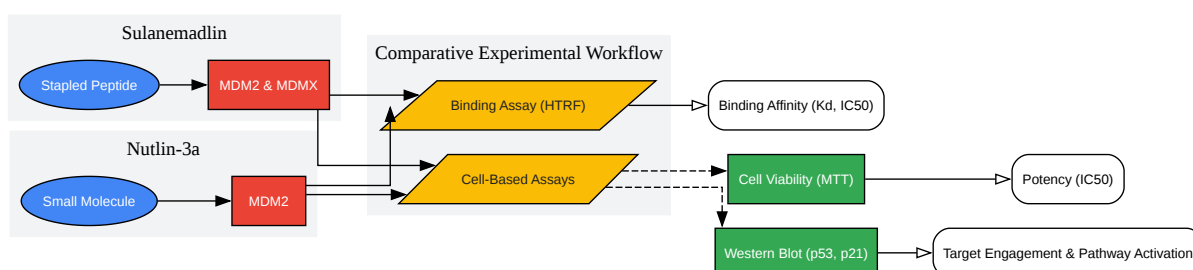 Sulanemadlin
Stapled Peptide
MDM2 & MDMX
Nutlin-3a
Small Molecule
MDM2
Comparative Experimental Workflow
Binding Assay (HTRF)
Cell-Based Assays
Binding Affinity (Kd, IC50)
Cell Viability (MTT)
Potency (IC50)
Western Blot (p53, p21)
Target Engagement & Pathway Activation